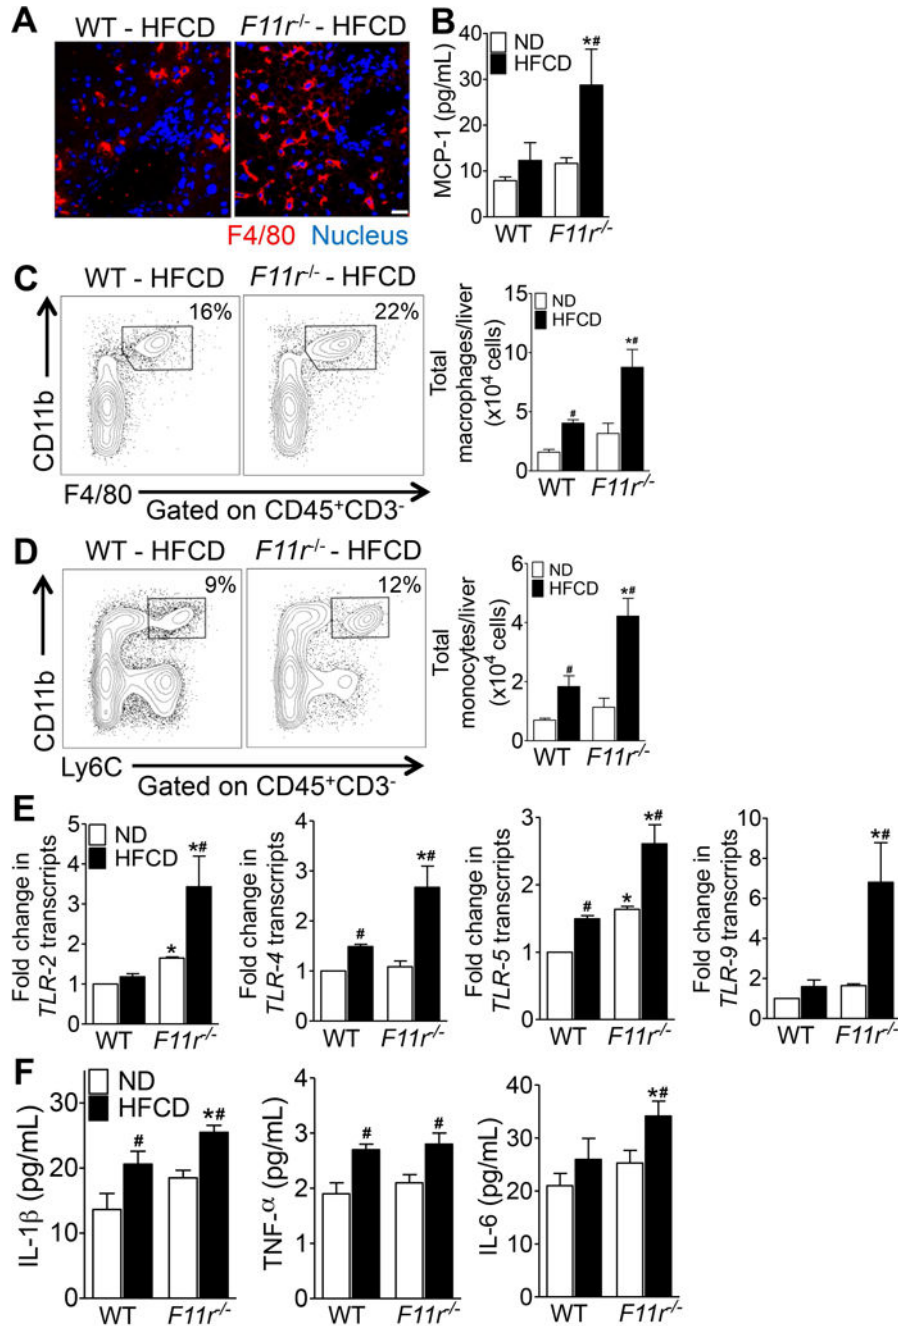 A
WT - HFCD
F11r-/- - HFCD
F4/80 Nucleus
B
MCP-1 (pg/mL)
40
30
20
10
0
ND
HFCD
*#
WT
F11r-/-
C
WT - HFCD
F11r-/- - HFCD
16%
22%
CD11b
F4/80
Gated on CD45+CD3-
Total
macrophages/liver
(x104 cells)
15
10
5
0
ND
HFCD
#
*#
WT
F11r-/-
D
WT - HFCD
F11r-/- - HFCD
9%
12%
CD11b
Ly6C
Gated on CD45+CD3-
Total
monocytes/liver
(x104 cells)
6
4
2
0
ND
HFCD
#
*#
WT
F11r-/-
E
Fold change in
TLR-2 transcrripts
5
4
3
2
1
0
ND
HFCD
*
*#
WT
F11r-/-
Fold change in
TLR-4 transcrripts
4
3
2
1
0
#
*#
WT
F11r-/-
Fold change in
TLR-5 transcrripts
3
2
1
0
#
*
*#
WT
F11r-/-
Fold change in
TLR-9 transcrripts
10
8
6
4
2
0
*#
WT
F11r-/-
F
IL-1β (pg/mL)
30
20
10
0
ND
HFCD
#
*#
WT
F11r-/-
TNF-α (pg/mL)
4
3
2
1
0
#
#
WT
F11r-/-
IL-6 (pg/mL)
40
30
20
10
0
*#
WT
F11r-/-